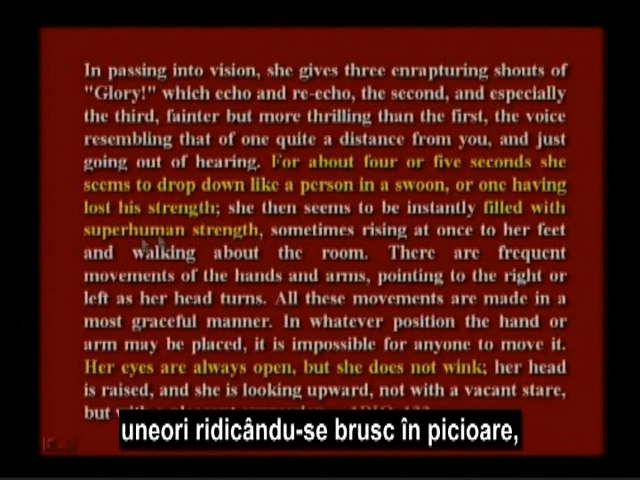 In passing into vision, she gives three enrapturing shouts of
"Glory!" which echo and re-echo, the second, and especially
the third, fainter but more thrilling than the first, the voice
resembling that of one quite a distance from you, and just
going out of hearing. For about four or five seconds she
seems to drop down like a person in a swoon, or one having
lost his strength; she then seems to be instantly filled with
superhuman strength, sometimes rising at once to her feet
and walking about the room. There are frequent
movements of the hands and arms, pointing to the right or
left as her head turns. All these movements are made in a
most graceful manner. In whatever position the hand or
arm may be placed, it is impossible for anyone to move it.
Her eyes are always open, but she does not wink; her head
is raised, and she is looking upward, not with a vacant stare,
but
uneori ridicându-se brusc în picioare,